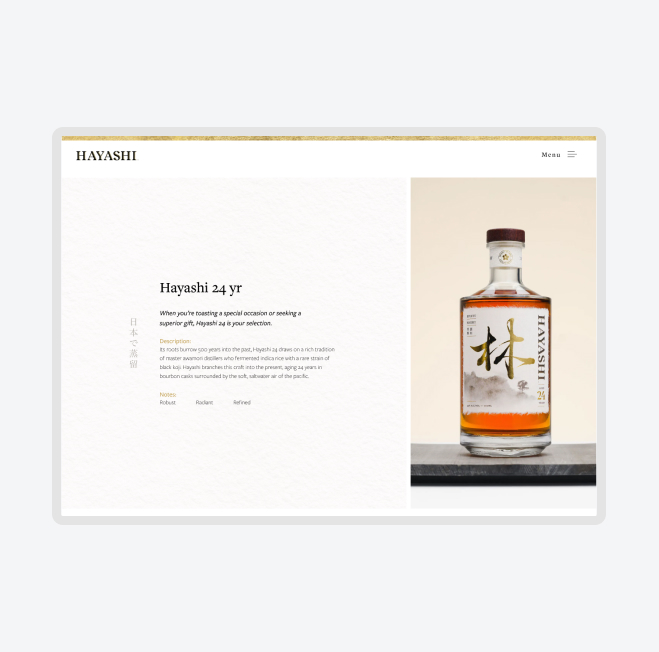 HAYASHI
Menu
日本で蒸留
Hayashi 24 yr
When you're toasting a special occasion or seeking a
superior gift, Hayashi 24 is your selection.
Description:
Its roots burrow 500 years into the past, Hayashi 24 draws on a rich tradition
of master awamori distillers who fermented indica rice with a rare strain of
black koji. Hayashi branches this craft into the present, aging 24 years in
bourbon casks surrounded by the soft, saltwater air of the pacific.
Notes:
Robust Radiant Refined
林
HAYASHI
24